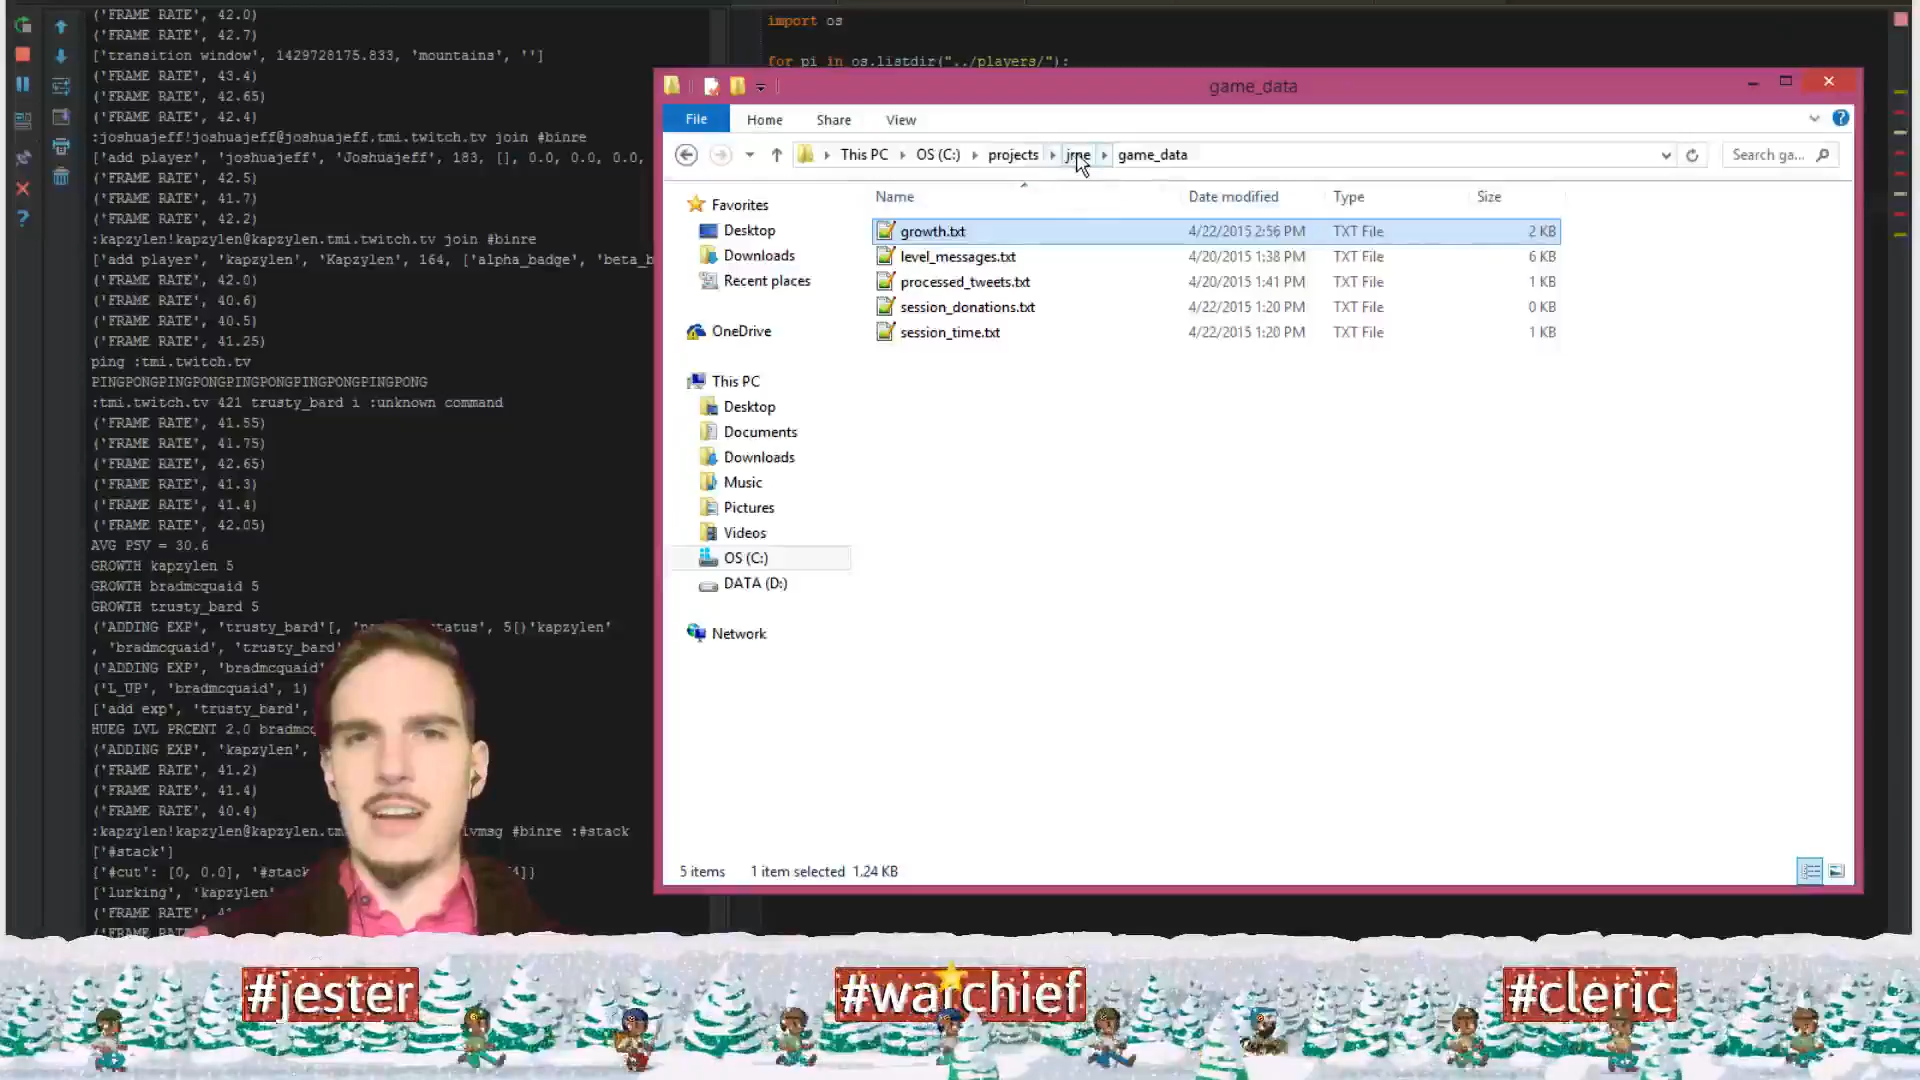 ('FRAME RATE', 42.0)
('FRAME RATE', 42.7)
['transition window', 1429728175.833, 'mountains', '']
('FRAME RATE', 43.4)
('FRAME RATE', 42.65)
('FRAME RATE', 42.4)
:joshuajeff!joshuajeff@joshuajeff.tmi.twitch.tv join #binre
['add player', 'joshuajeff', 'Joshuajeff', 183, [], 0.0, 0.0, 0.0,
('FRAME RATE', 42.5)
('FRAME RATE', 41.7)
('FRAME RATE', 42.2)
:kapzylen!kapzylen@kapzylen.tmi.twitch.tv join #binre
['add player', 'kapzylen', 'Kapzylen', 164, ['alpha_badge', 'beta_b
('FRAME RATE', 42.0)
('FRAME RATE', 40.6)
('FRAME RATE', 40.5)
('FRAME RATE', 41.25)
ping :tmi.twitch.tv
PINGPONGPINGPONGPINGPONGPINGPONGPINGPONG
:tmi.twitch.tv 421 trusty_bard i :unknown command
('FRAME RATE', 41.55)
('FRAME RATE', 41.75)
('FRAME RATE', 42.65)
('FRAME RATE', 41.3)
('FRAME RATE', 41.4)
('FRAME RATE', 42.05)
AVG PSV = 30.6
GROWTH kapzylen 5
GROWTH bradmcquaid 5
GROWTH trusty_bard 5
('ADDING EXP', 'trusty_bard'[, status', 5[)'kapzylen'
, 'bradmcquaid', 'trusty_bard'
('ADDING EXP', 'bradmcquaid'
('L_UP', 'bradmcquaid', 1)
['add exp', 'trusty_bard',
HUEG LVL PRCENT 2.0 bradmcq
('ADDING EXP', 'kapzylen',
('FRAME RATE', 41.2)
('FRAME RATE', 41.4)
('FRAME RATE', 40.4)
:kapzylen!kapzylen@kapzylen.tm ivmsg #binre :#stack
['#stack']
['#cut': [0, 0.0], '#stack 4]}
['lurking', 'kapzylen'
('FRAME RATE', 4
('FRAME RATE'
import os
for pi in os.listdir("../players/"):
game_data
File Home Share View
This PC OS (C:) projects jrpe game_data Search ga...
Name Date modified Type Size
growth.txt 4/22/2015 2:56 PM TXT File 2 KB
level_messages.txt 4/20/2015 1:38 PM TXT File 6 KB
processed_tweets.txt 4/20/2015 1:41 PM TXT File 1 KB
session_donations.txt 4/22/2015 1:20 PM TXT File 0 KB
session_time.txt 4/22/2015 1:20 PM TXT File 1 KB
Favorites
Desktop
Downloads
Recent places
OneDrive
This PC
Desktop
Documents
Downloads
Music
Pictures
Videos
OS (C:)
DATA (D:)
Network
5 items 1 item selected 1.24 KB
#jester #warchief #cleric